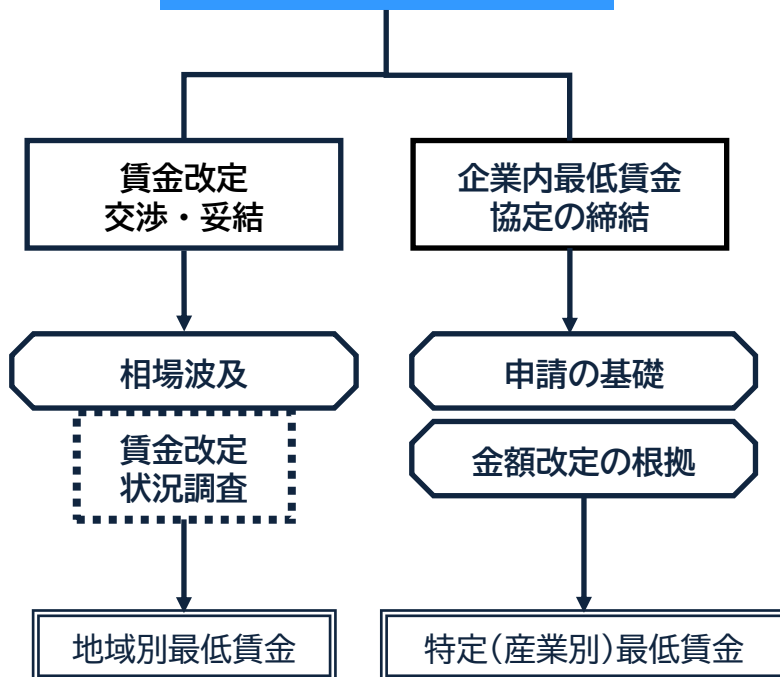 賃金改定
交渉・妥結
企業内最低賃金
協定の締結
相場波及
申請の基礎
賃金改定
状況調査
金額改定の根拠
地域別最低賃金
特定(産業別)最低賃金